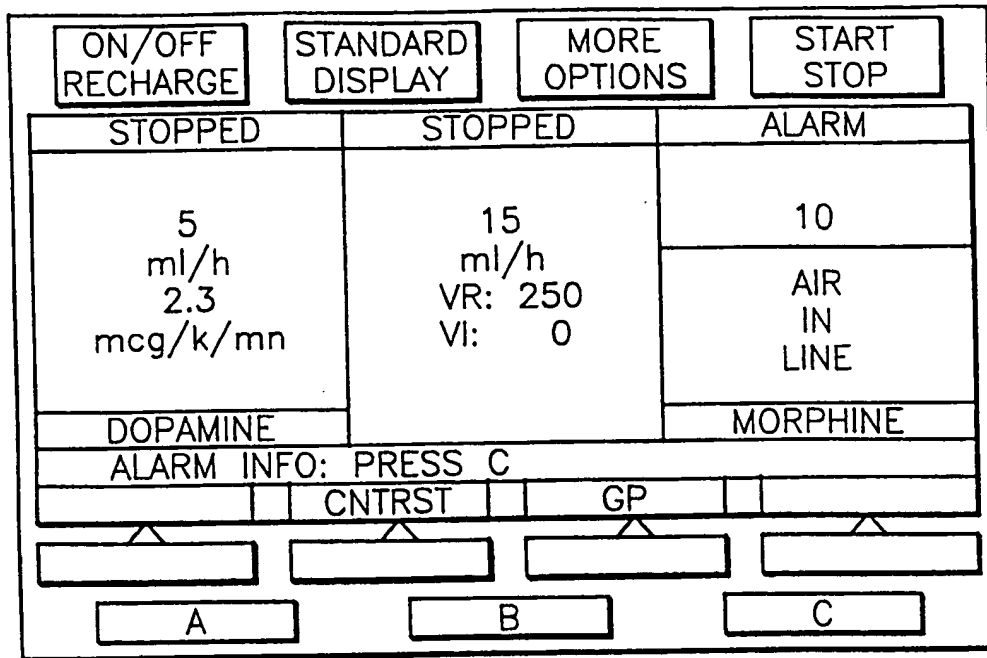 ON/OFF
RECHARGE
STANDARD
DISPLAY
MORE
OPTIONS
START
STOP
STOPPED
5
ml/h
2.3
mcg/k/mn
DOPAMINE
STOPPED
15
ml/h
VR: 250
VI: 0
ALARM
10
AIR
IN
LINE
MORPHINE
ALARM INFO: PRESS C
CNTRST
GP
A
B
C